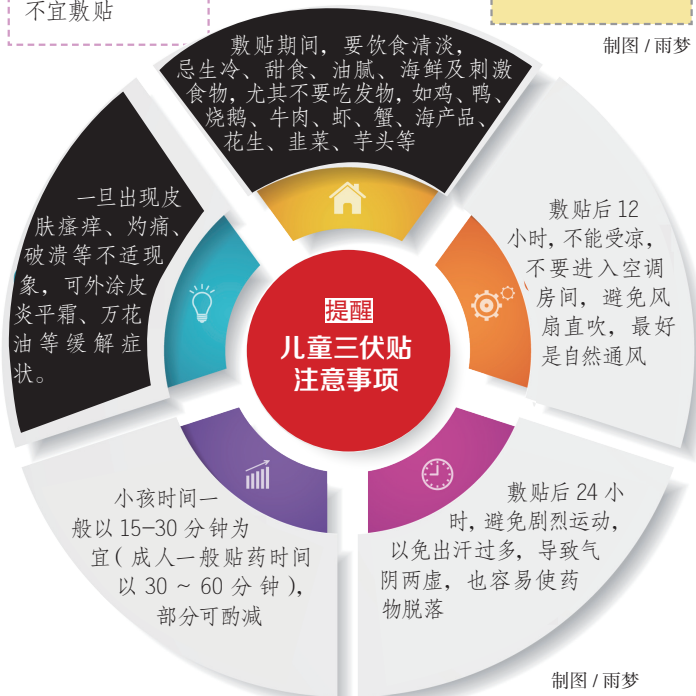 不宜敷贴
制图 / 雨梦
敷贴期间，要饮食清淡，
忌生冷、甜食、油腻、海鲜及刺激
食物，尤其不要吃发物，如鸡、鸭、
烧鹅、牛肉、虾、蟹、海产品、
花生、韭菜、芋头等
敷贴后 12
小时，不能受凉，
不要进入空调
房间，避免风
扇直吹，最好
是自然通风
敷贴后 24 小
时，避免剧烈运动，
以免出汗过多，导致气
阴两虚，也容易使药
物脱落
小孩时间一
般以 15—30 分钟为
宜（成人一般贴药时间
以 30 ～ 60 分钟），
部分可酌减
一旦出现皮
肤瘙痒、灼痛、
破溃等不适现
象，可外涂皮
炎平霜、万花
油等缓解症
状。
提醒
儿童三伏贴
注意事项
制图 / 雨梦